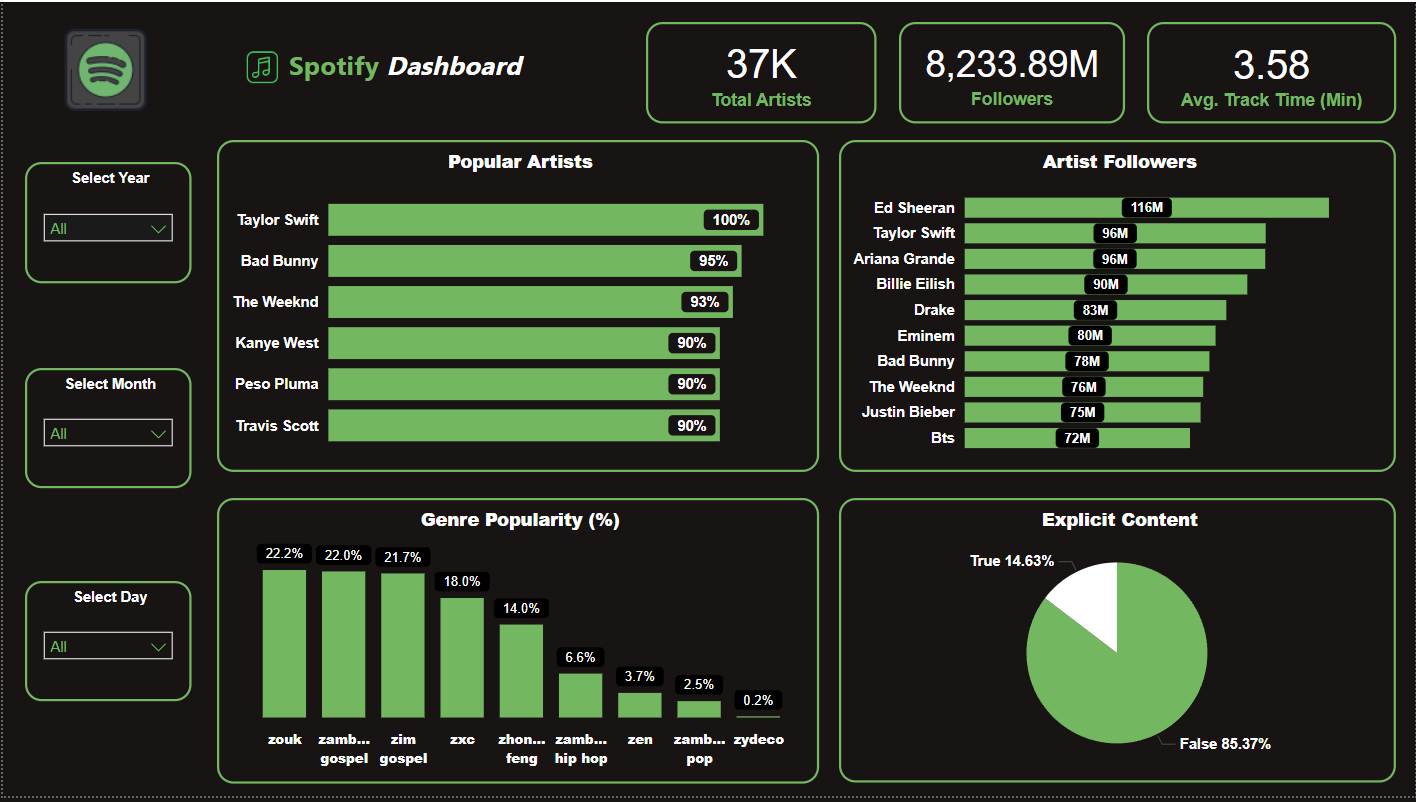 Spotify Dashboard
37K
Total Artists
8,233.89M
Followers
3.58
Avg. Track Time (Min)
Select Year
All
Select Month
All
Select Day
All
Popular Artists
Taylor Swift 100%
Bad Bunny 95%
The Weeknd 93%
Kanye West 90%
Peso Pluma 90%
Travis Scott 90%
Artist Followers
Ed Sheeran 116M
Taylor Swift 96M
Ariana Grande 96M
Billie Eilish 90M
Drake 83M
Eminem 80M
Bad Bunny 78M
The Weeknd 76M
Justin Bieber 75M
Bts 72M
Genre Popularity (%)
22.2% 22.0% 21.7% 18.0% 14.0% 6.6% 3.7% 2.5% 0.2%
zouk zamb... zim zxc zhon... zamb... zen zamb... zydeco
gospel gospel feng hip hop pop
Explicit Content
True 14.63%
False 85.37%